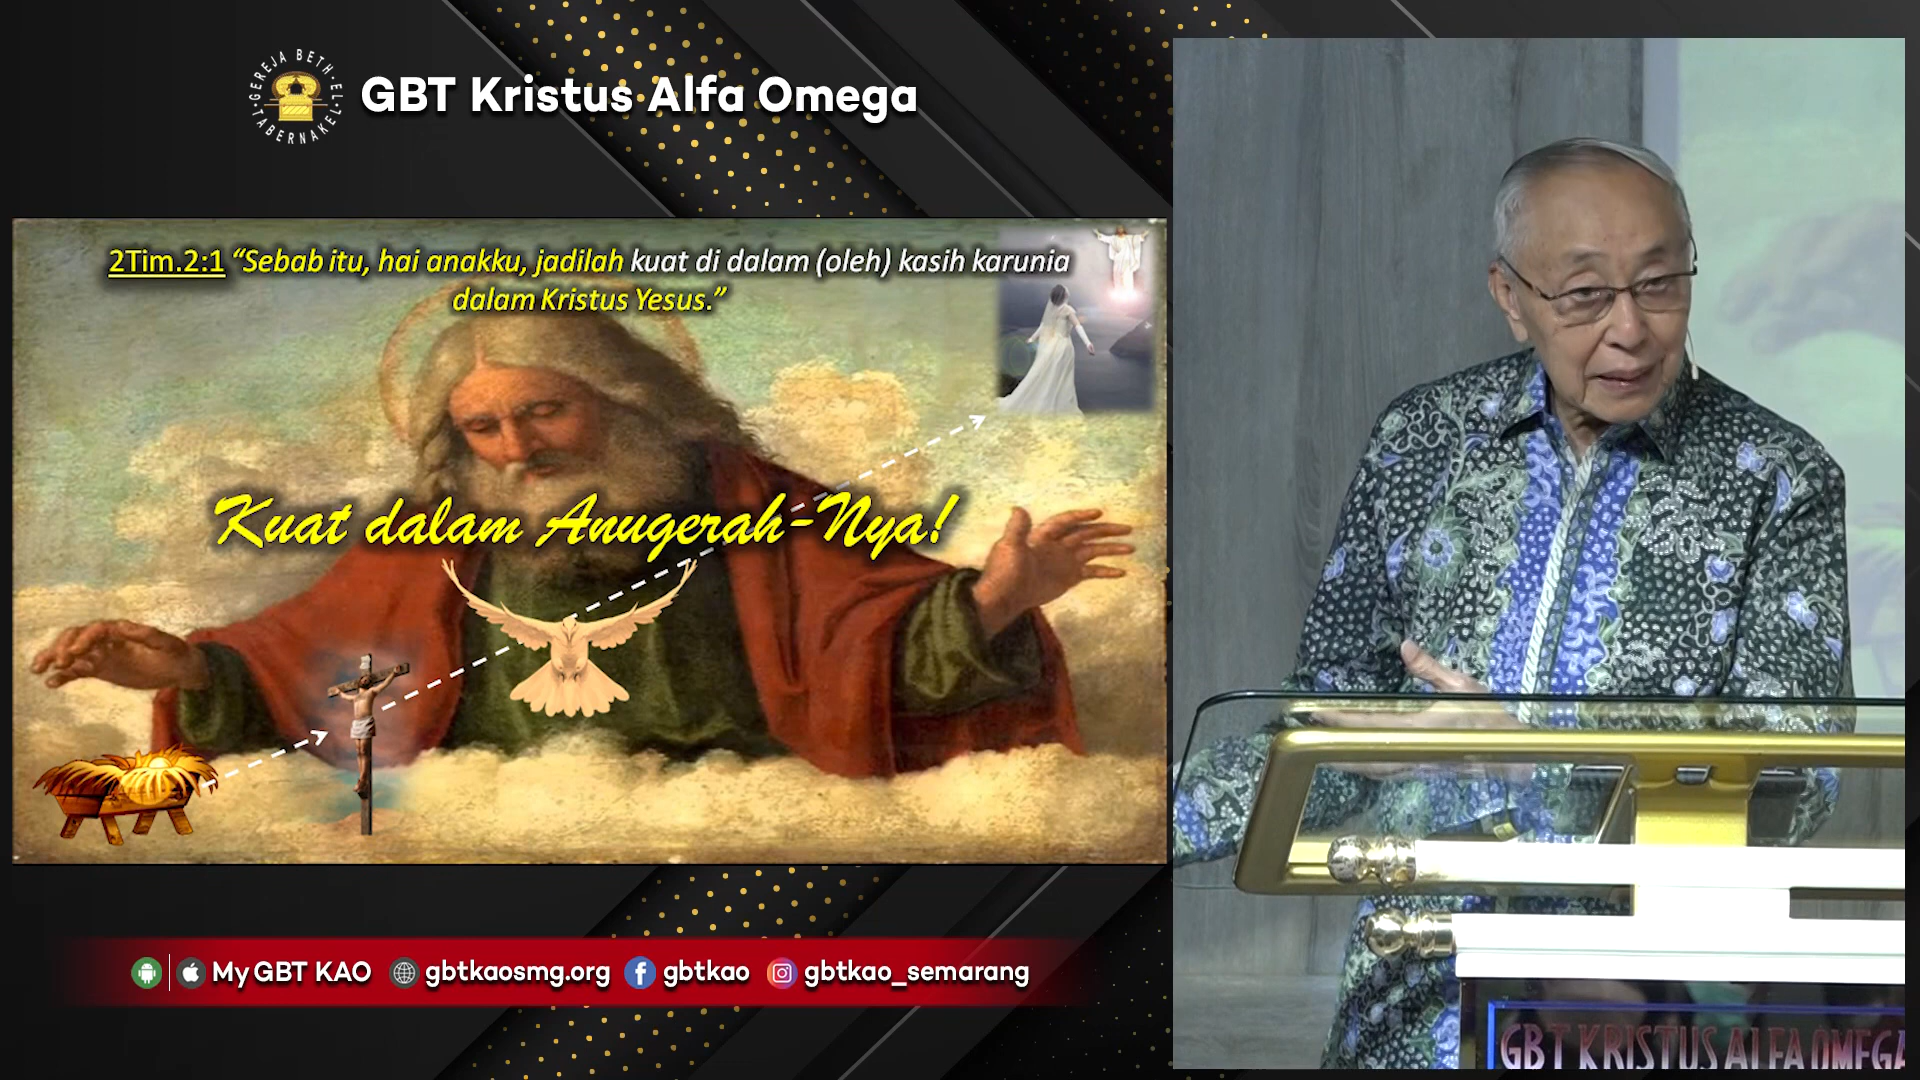 GEREJA BETH-EL TABERNAKEL
GBT Kristus Alfa Omega
2Tim.2:1 “Sebab itu, hai anakku, jadilah kuat di dalam (oleh) kasih karunia
dalam Kristus Yesus.”
Kuat dalam Anugerah-Nya!
My GBT KAO gbtkaosmg.org gbtkao gbtkao_semarang
GBT KRISTUS ALFA OMEGA